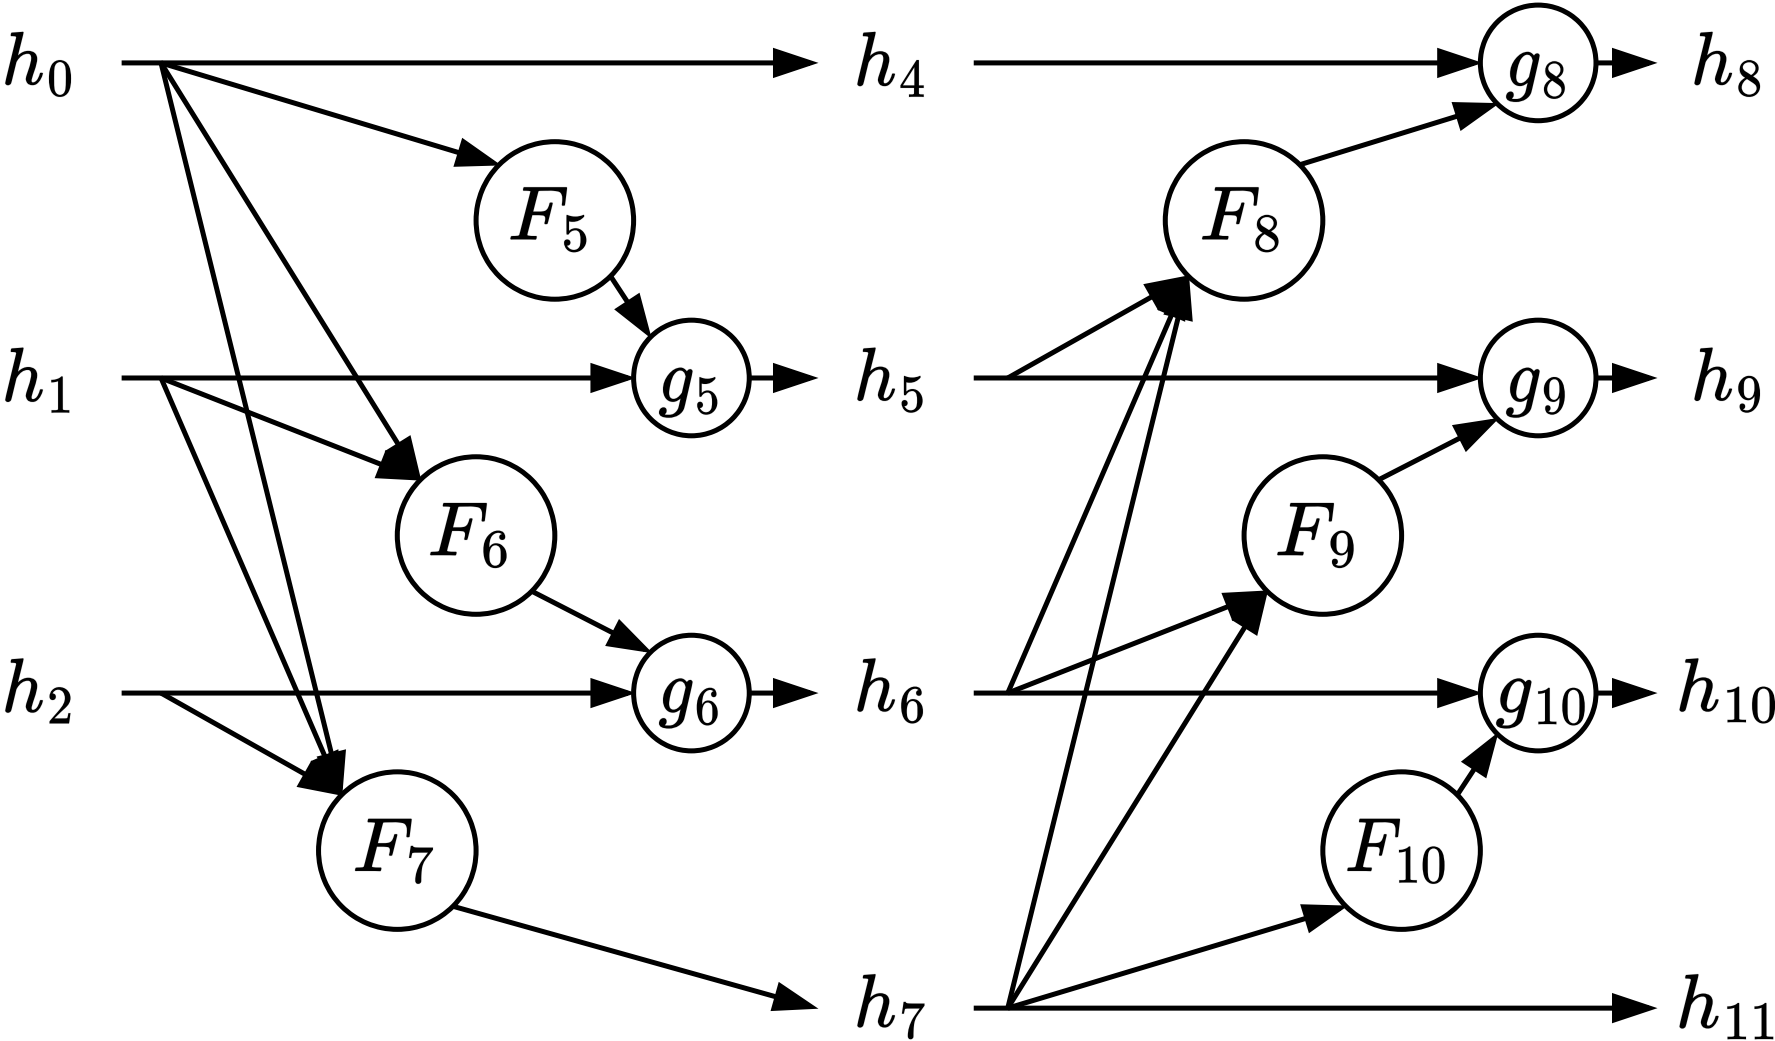 h₀ h₄ g₈ h₈
F₅ F₈
h₁ g₅ h₅ g₉ h₉
F₆ F₉
h₂ g₆ h₆ g₁₀ h₁₀
F₇ F₁₀
h₇ h₁₁